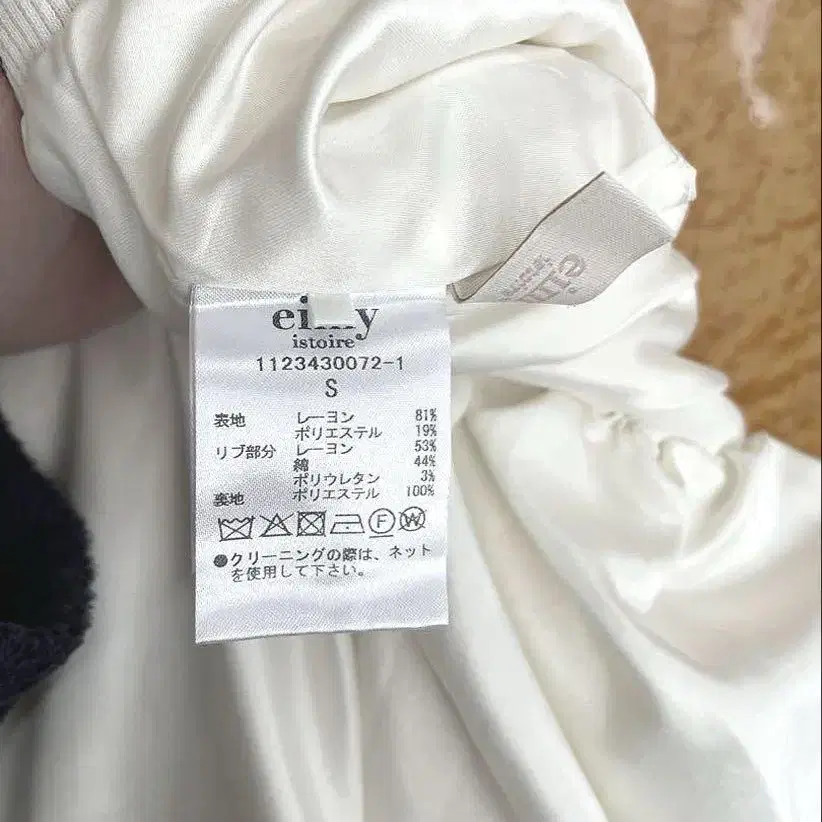 eimy
istoire
1123430072-1
S
表地 レーヨン 81%
ポリエステル 19%
リブ部分 レーヨン 53%
綿 44%
ポリウレタン 3%
裏地 ポリエステル 100%
F W
●クリーニングの際は、ネット
を使用して下さい。